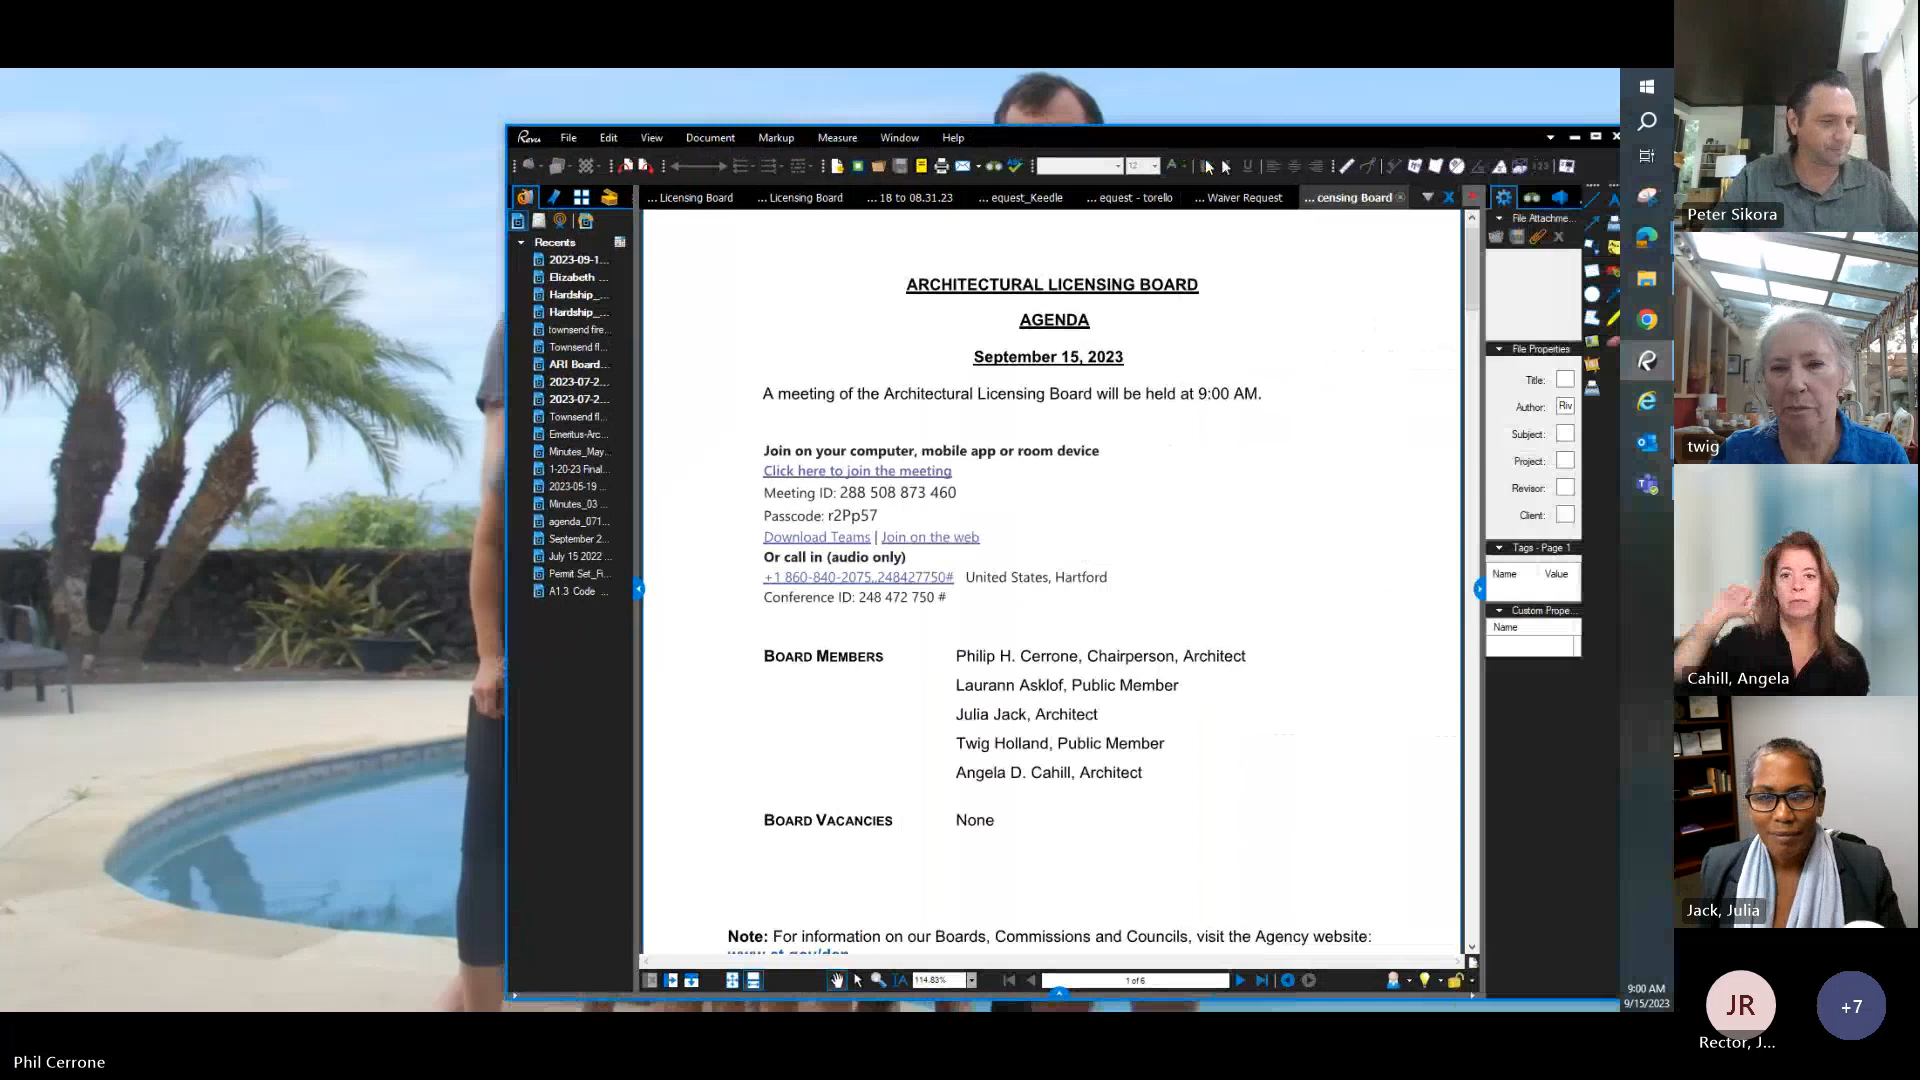 Revu File Edit View Document Markup Measure Window Help
12
... Licensing Board ... Licensing Board ... 18 to 08.31.23 ... equest_Keedle ... equest - torello ... Waiver Request ... censing Board
Recents
2023-09-1...
Elizabeth ...
Hardship_...
Hardship_...
townsend fire...
Townsend fl...
ARI Board...
2023-07-2...
2023-07-2...
Townsend fl...
Emeritus-Arc...
Minutes_May...
1-20-23 Final...
2023-05-19 ...
Minutes_03 ...
agenda_071...
September 2...
July 15 2022 ...
Permit Set_Fi...
A1.3 Code ...
ARCHITECTURAL LICENSING BOARD
AGENDA
September 15, 2023
A meeting of the Architectural Licensing Board will be held at 9:00 AM.
Join on your computer, mobile app or room device
Click here to join the meeting
Meeting ID: 288 508 873 460
Passcode: r2Pp57
Download Teams | Join on the web
Or call in (audio only)
+1 860-840-2075,,248427750# United States, Hartford
Conference ID: 248 472 750 #
BOARD MEMBERS Philip H. Cerrone, Chairperson, Architect
Laurann Asklof, Public Member
Julia Jack, Architect
Twig Holland, Public Member
Angela D. Cahill, Architect
BOARD VACANCIES None
Note: For information on our Boards, Commissions and Councils, visit the Agency website:
114.83%
1 of 6
File Attachme...
File Properties
Title:
Author: Riv
Subject:
Project:
Revisor:
Client:
Tags - Page 1
Name Value
Custom Prope...
Name
9:00 AM
9/15/2023
Peter Sikora
twig
Cahill, Angela
Jack, Julia
JR
+7
Rector, J...
Phil Cerrone